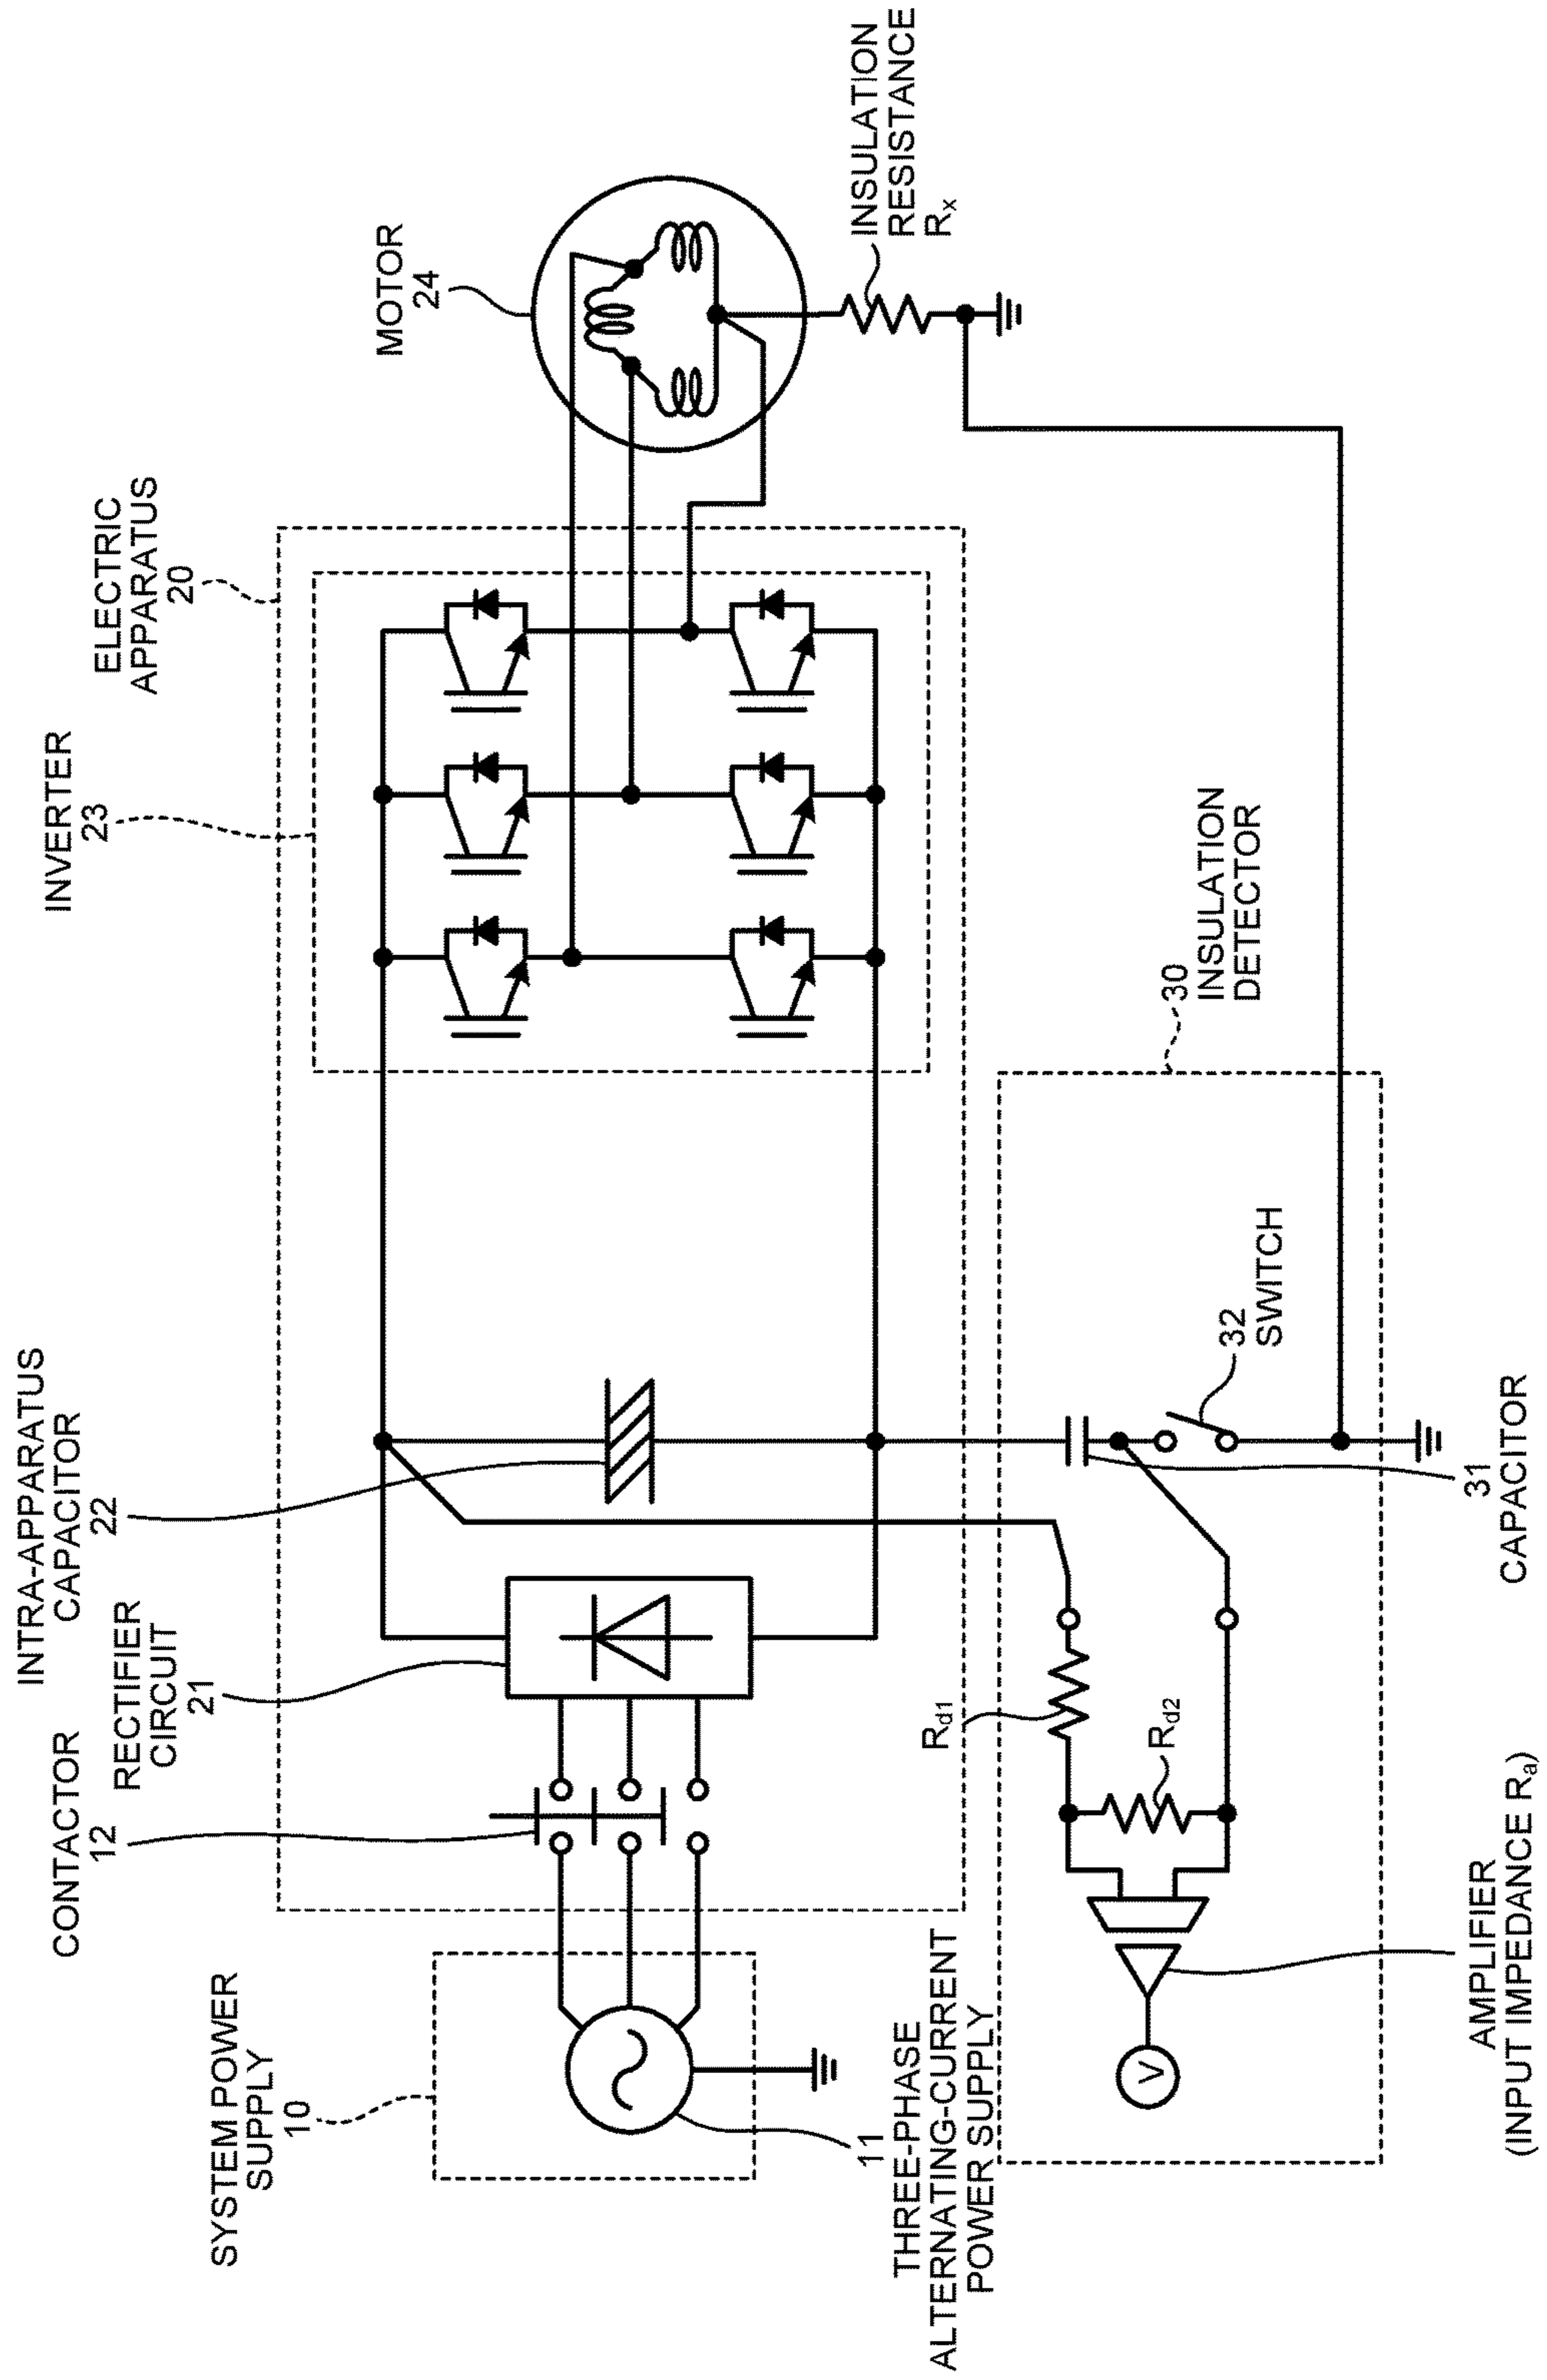 SYSTEM POWER
SUPPLY
10
CONTACTOR
12
RECTIFIER
CIRCUIT
21
INTRA-APPARATUS
CAPACITOR
22
INVERTER
23
ELECTRIC
APPARATUS
20
MOTOR
24
INSULATION
RESISTANCE
Rx
11
THREE-PHASE
ALTERNATING-CURRENT
POWER SUPPLY
Rd1
Rd2
V
30
INSULATION
DETECTOR
32
SWITCH
31
CAPACITOR
AMPLIFIER
(INPUT IMPEDANCE Ra)